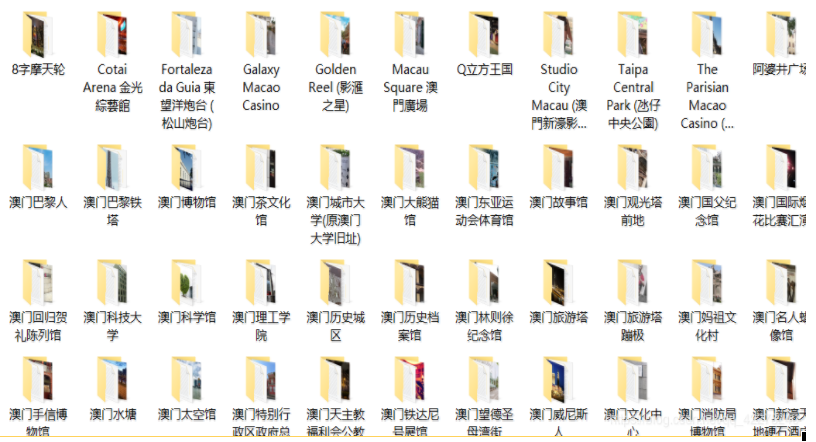 8字摩天轮
Cotai
Arena 金光
綜藝館
Fortaleza
da Guia 東
望洋炮台 (
松山炮台)
Galaxy
Macao
Casino
Golden
Reel (影滙
之星)
Macau
Square 澳
門廣場
Q立方王国
Studio
City
Macau (澳
門新濠影...
Taipa
Central
Park (氹仔
中央公園)
The
Parisian
Macao
Casino (...
阿婆井广场
澳门巴黎人
澳门巴黎铁
塔
澳门博物馆
澳门茶文化
馆
澳门城市大
学(原澳门
大学旧址)
澳门大熊猫
馆
澳门东亚运
动会体育馆
澳门故事馆
澳门观光塔
前地
澳门国父纪
念馆
澳门国际烟
花比赛汇演
澳门回归贺
礼陈列馆
澳门科技大
学
澳门科学馆
澳门理工学
院
澳门历史城
区
澳门历史档
案馆
澳门林则徐
纪念馆
澳门旅游塔
澳门旅游塔
蹦极
澳门妈祖文
化村
澳门名人蜡
像馆
澳门手信博
物馆
澳门水塘
澳门太空馆
澳门特别行
政区政府总
澳门天主教
福利会公教
澳门铁达尼
号展馆
澳门望德圣
母湾街
澳门威尼斯
人
澳门文化中
心
澳门消防局
博物馆
澳门新濠天
地硬石酒店